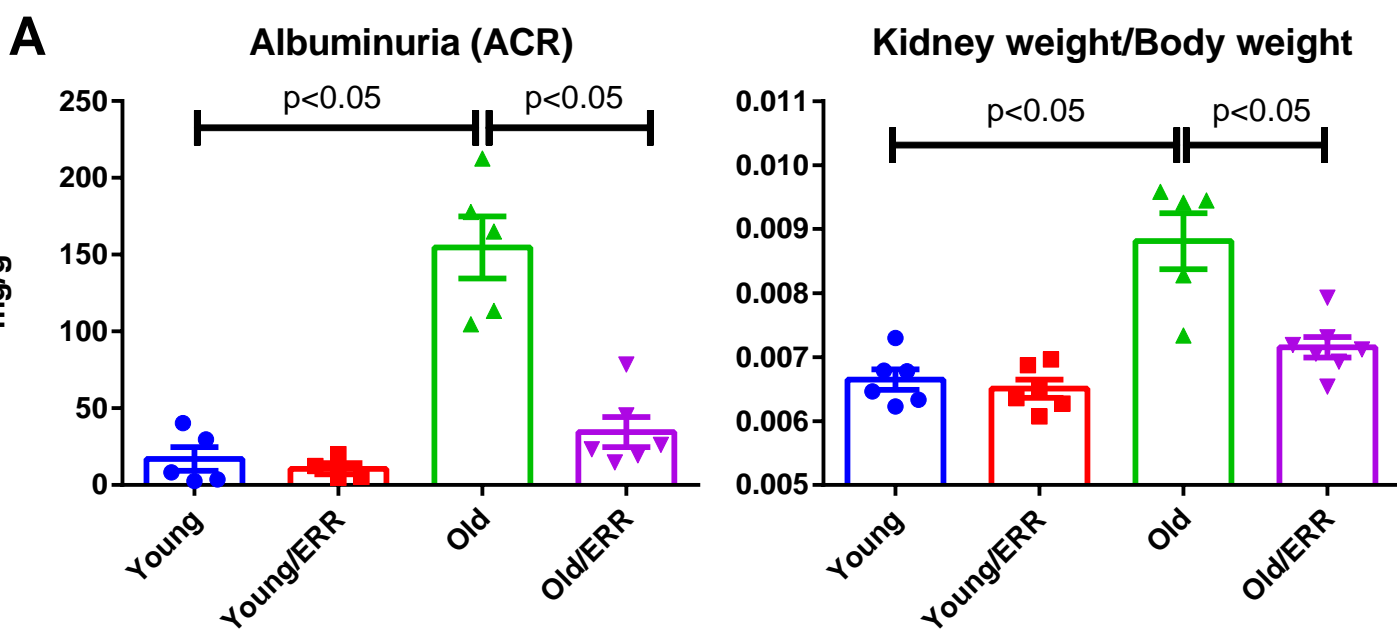 A
Albuminuria (ACR)
Kidney weight/Body weight
p<0.05
p<0.05
250
200
150
100
50
0
Young
Young/ERR
Old
Old/ERR
p<0.05
p<0.05
0.011
0.010
0.009
0.008
0.007
0.006
0.005
Young
Young/ERR
Old
Old/ERR